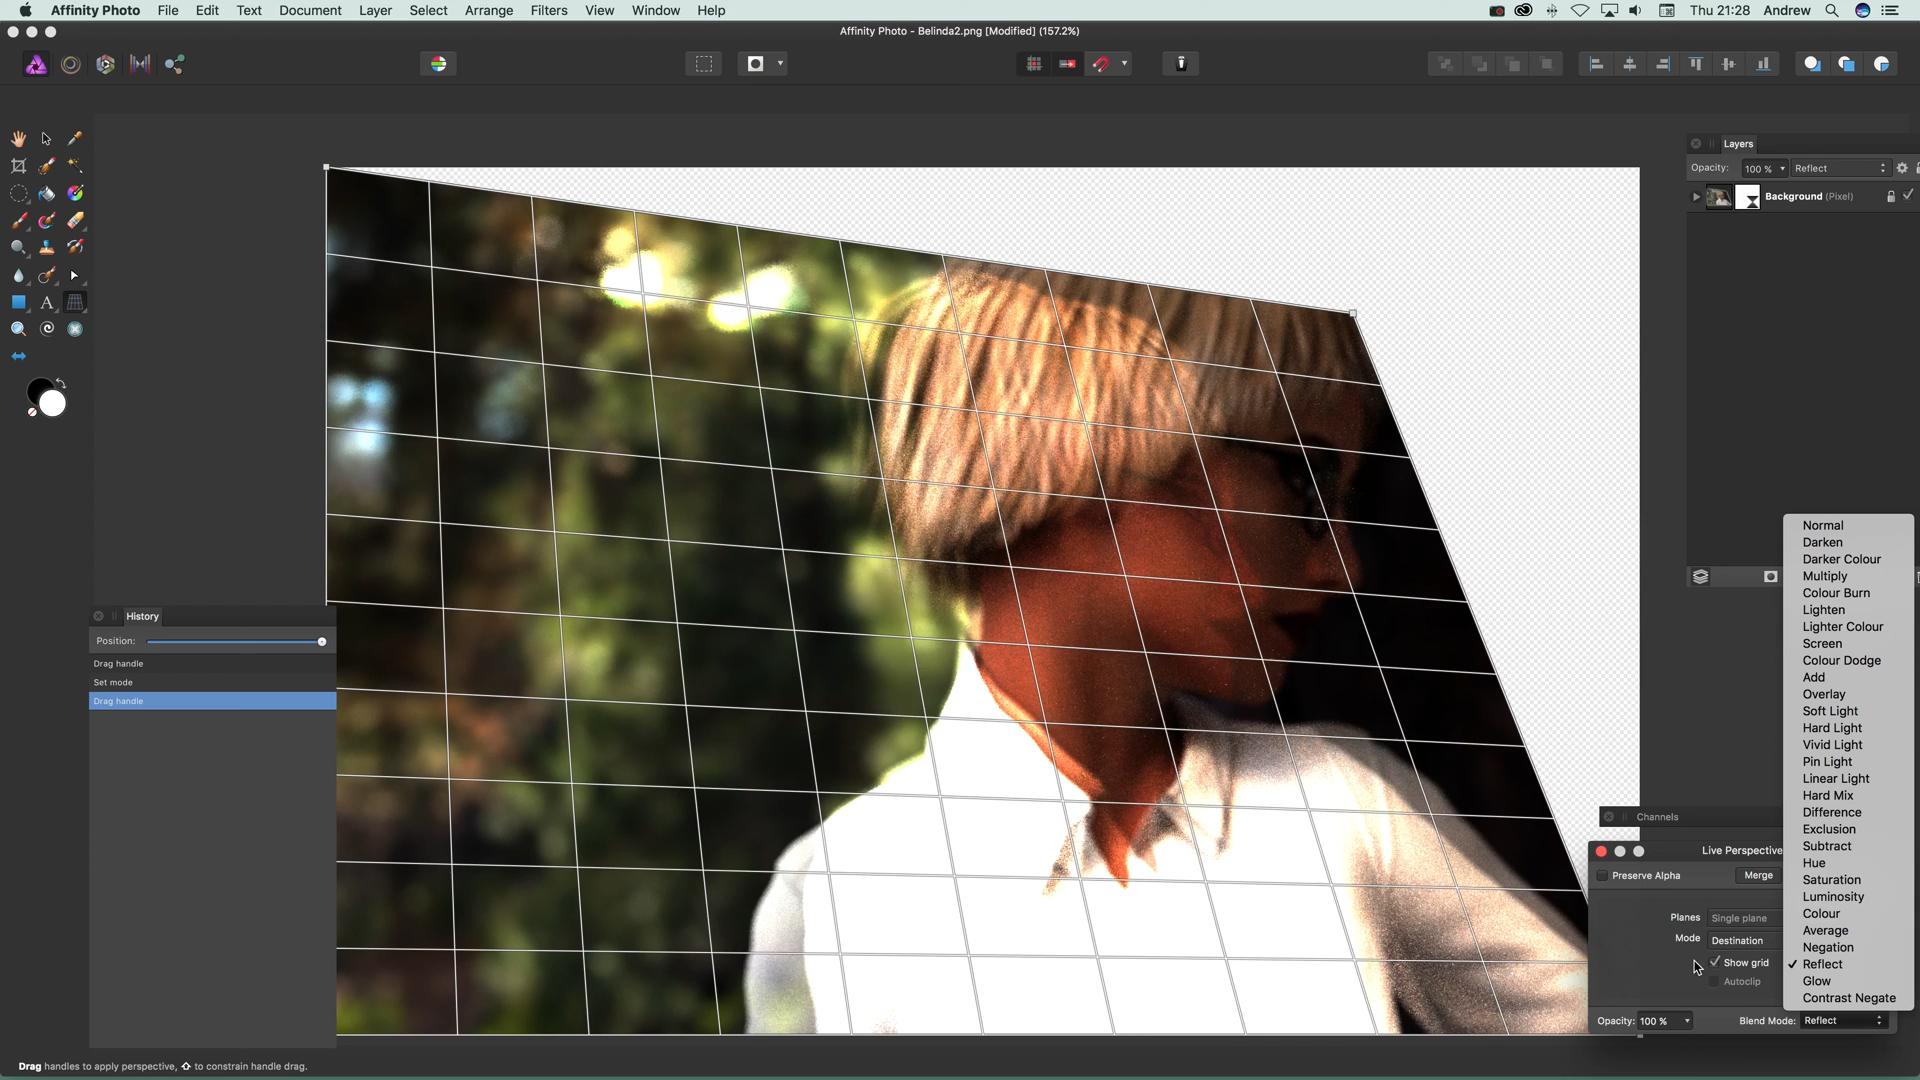 Affinity Photo File Edit Text Document Layer Select Arrange Filters View Window Help
Thu 21:28 Andrew
Affinity Photo - Belinda2.png [Modified] (157.2%)
Layers
Opacity: 100 % Reflect
Background (Pixel)
History
Position:
Drag handle
Set mode
Drag handle
Normal
Darken
Darker Colour
Multiply
Colour Burn
Lighten
Lighter Colour
Screen
Colour Dodge
Add
Overlay
Soft Light
Hard Light
Vivid Light
Pin Light
Linear Light
Hard Mix
Difference
Exclusion
Subtract
Hue
Saturation
Luminosity
Colour
Average
Negation
Reflect
Glow
Contrast Negate
Channels
Live Perspective
Preserve Alpha Merge
Planes Single plane
Mode Destination
Show grid
Autoclip
Opacity: 100 % Blend Mode: Reflect
Drag handles to apply perspective, ⇧ to constrain handle drag.